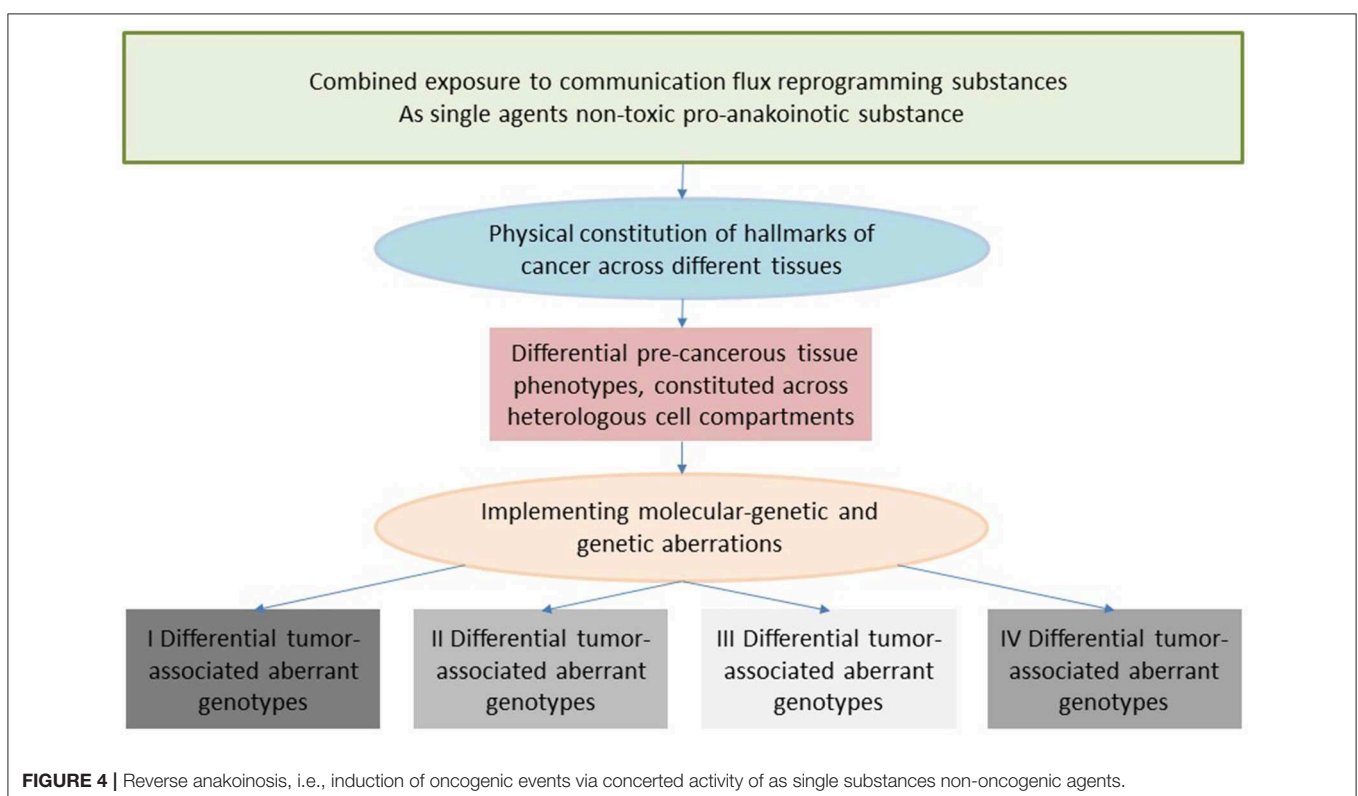 Combined exposure to communication flux reprogramming substances
As single agents non-toxic pro-anakoinotic substance
Physical constitution of hallmarks of
cancer across different tissues
Differential pre-cancerous tissue
phenotypes, constituted across
heterologous cell compartments
Implementing molecular-genetic and
genetic aberrations
I Differential tumor-
associated aberrant
genotypes
II Differential tumor-
associated aberrant
genotypes
III Differential tumor-
associated aberrant
genotypes
IV Differential tumor-
associated aberrant
genotypes
FIGURE 4 | Reverse anakoinosis, i.e., induction of oncogenic events via concerted activity of as single substances non-oncogenic agents.